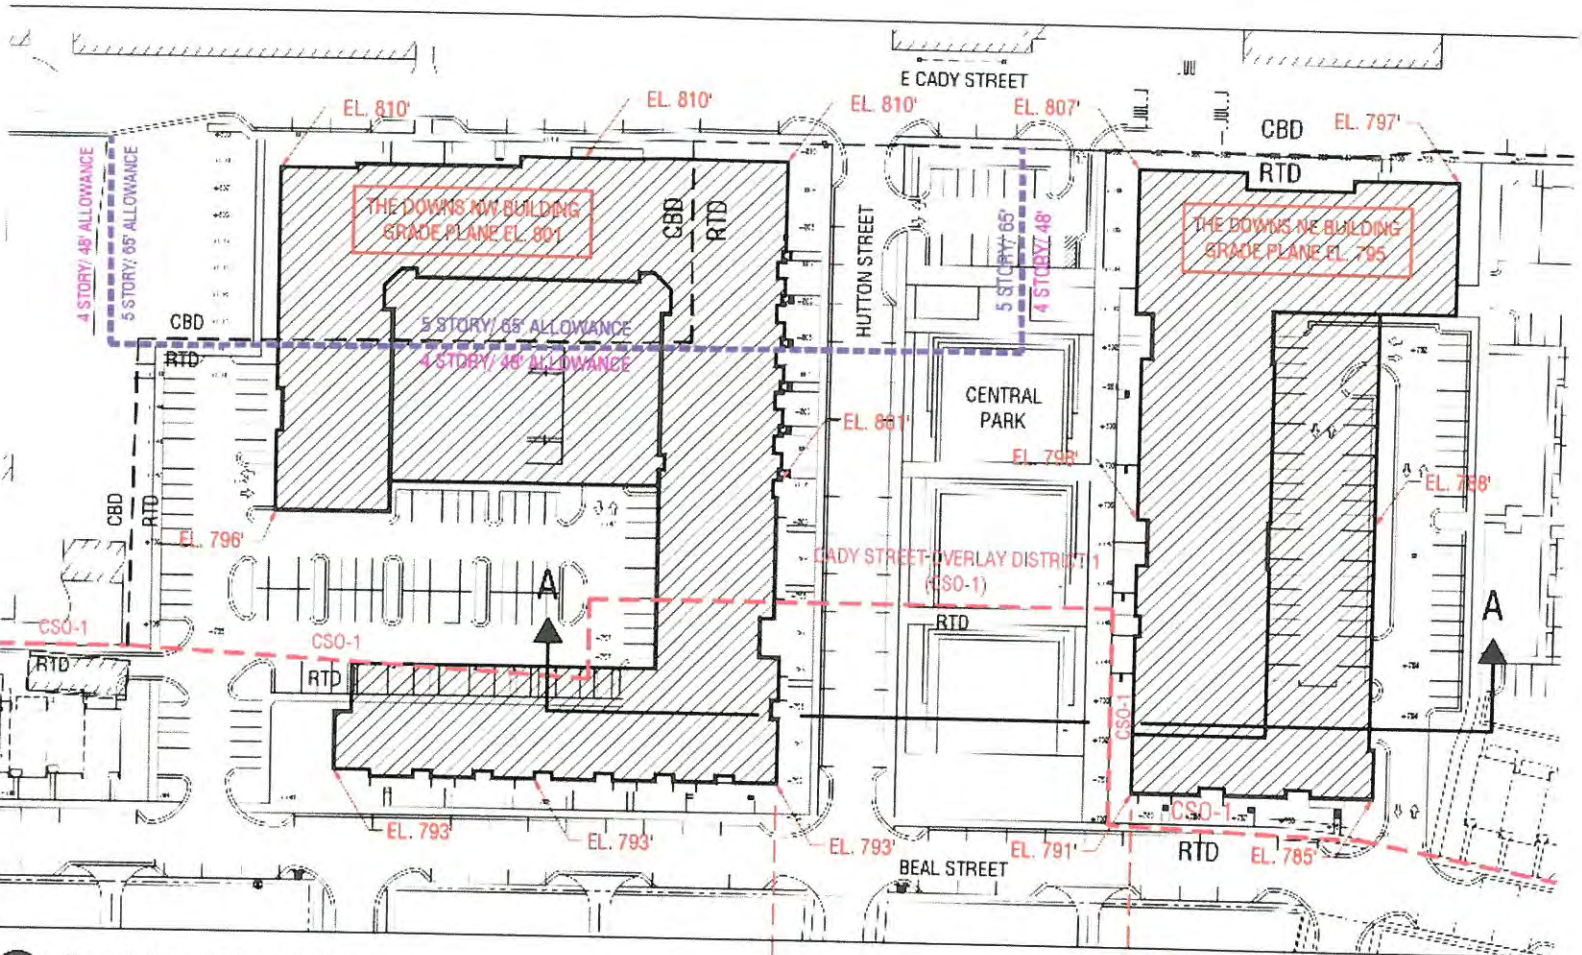 E CADY STREET
EL. 810'
EL. 810'
EL. 810'
EL. 807'
CBD
EL. 797'
RTD
4 STORY/ 48' ALLOWANCE
5 STORY/ 65' ALLOWANCE
THE DOWNS NW BUILDING
GRADE PLANE EL. 801
CBD
RTD
HUTTON STREET
5 STORY/ 65'
4 STORY/ 48'
THE DOWNS NE BUILDING
GRADE PLANE EL. 795
CBD
RTD
5 STORY/ 65' ALLOWANCE
4 STORY/ 48' ALLOWANCE
CENTRAL
PARK
EL. 801'
EL. 798'
EL. 788'
CBD
RTD
EL. 796'
CADY STREET OVERLAY DISTRICT 1
(CSO-1)
RTD
A
A
CSO-1
CSO-1
RTD
RTD
CSO-1
EL. 793'
EL. 793'
EL. 793'
BEAL STREET
EL. 791'
CSO-1
RTD
EL. 785'